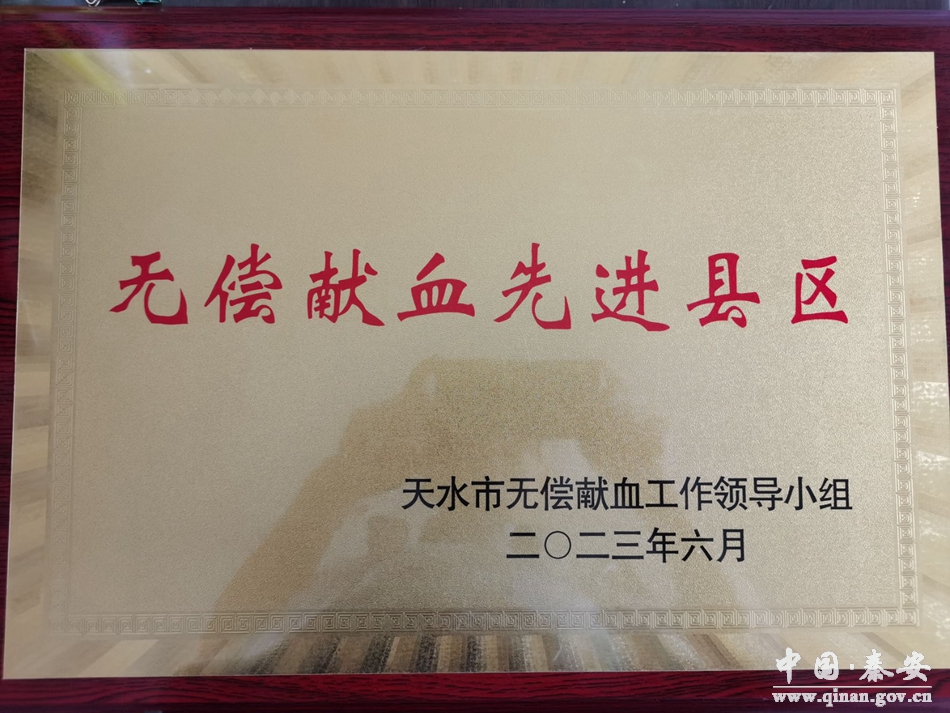 无偿献血先进县区
天水市无偿献血工作领导小组
二〇二三年六月
中国·秦安
www.qinan.gov.cn